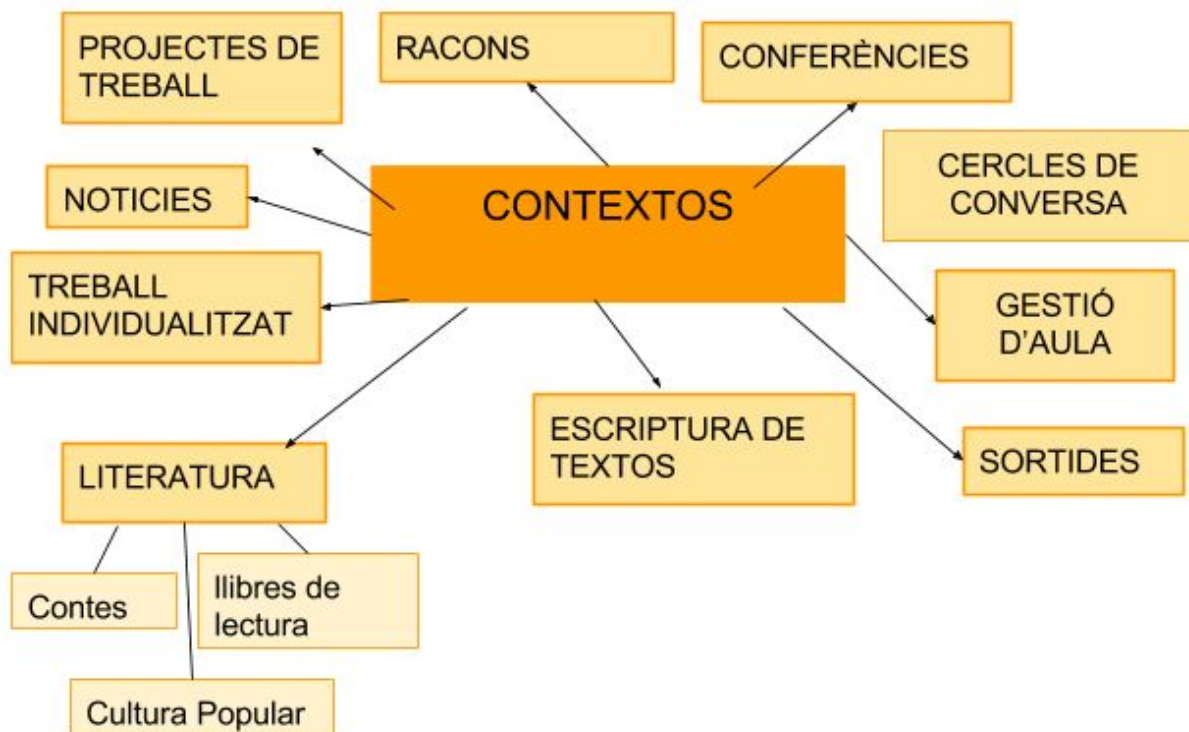 PROJECTES DE
TREBALL
RACONS
CONFERÈNCIES
CONTEXTOS
CERCLES DE
CONVERSA
NOTICIES
TREBALL
INDIVIDUALITZAT
GESTIÓ
D'AULA
ESCRIPTURA DE
TEXTOS
SORTIDES
LITERATURA
Contes
llibres de
lectura
Cultura Popular